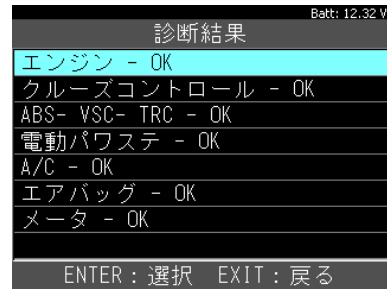 Batt: 12.32 V
診断結果
エンジン - OK
クルーズコントロール - OK
ABS- VSC- TRC - OK
電動パワステ - OK
A/C - OK
エアバッグ - OK
メータ - OK
ENTER：選択 EXIT：戻る